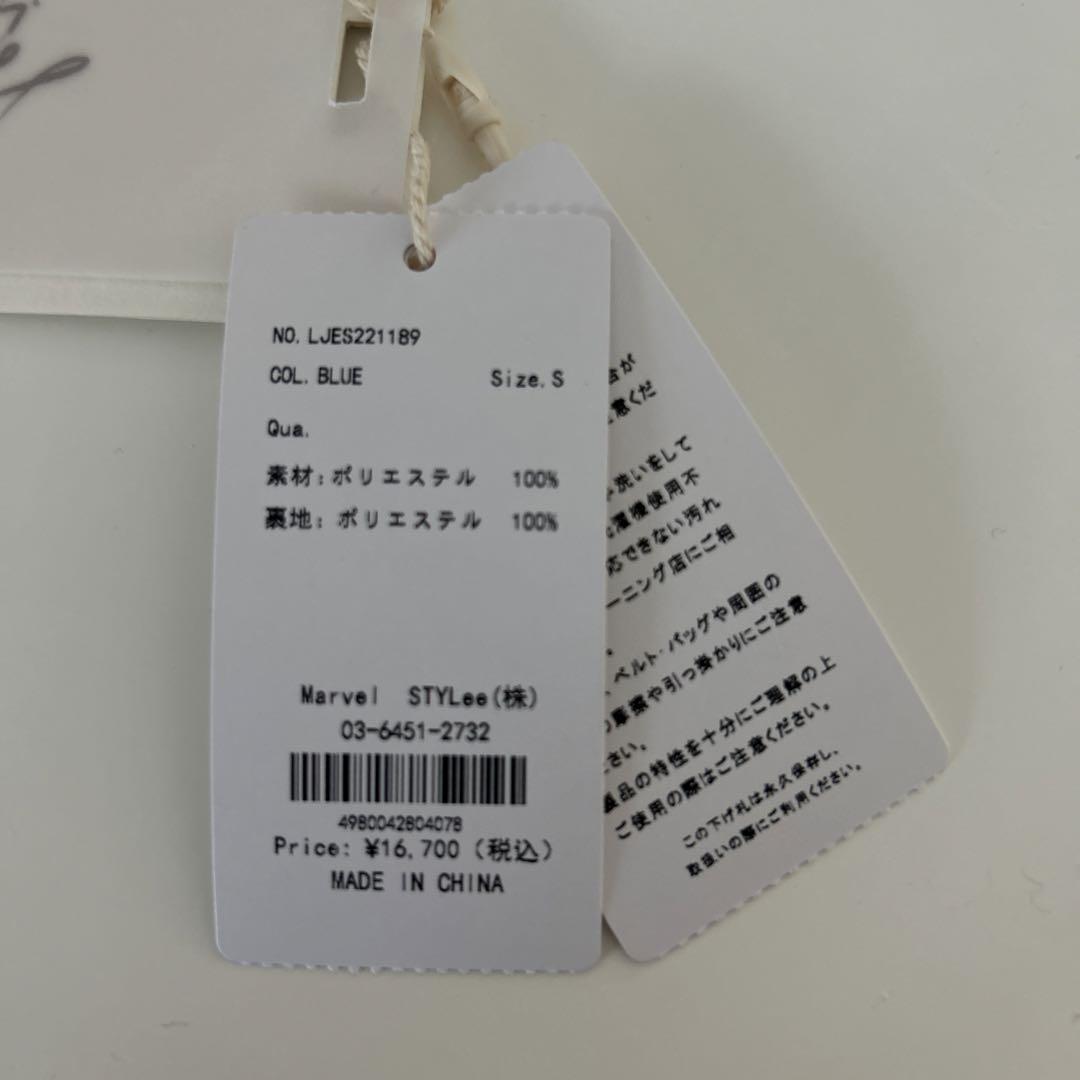 NO. LJES221189
COL. BLUE Size. S
Qua.
素材: ポリエステル 100%
裏地: ポリエステル 100%
Marvel STYLee(株)
03-6451-2732
4980042804078
Price: ¥16,700 (税込)
MADE IN CHINA
合が
意くだ
洗いをして
濯機使用不
応できない汚れ
ーニング店にご相
ベルト・バッグや周囲の
摩擦や引っ掛かりにご注意
さい。
製品の特性を十分にご理解の上
ご使用の際はご注意ください。
この下げ札は永久保存し、
取扱いの際にご利用ください。